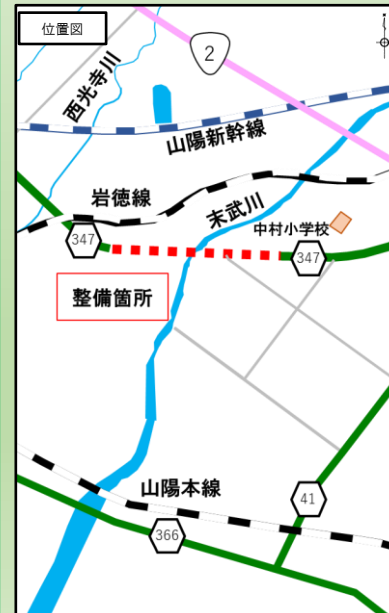 位置図
2
西光寺川
山陽新幹線
岩徳線
末武川
中村小学校
347
347
整備箇所
山陽本線
41
366